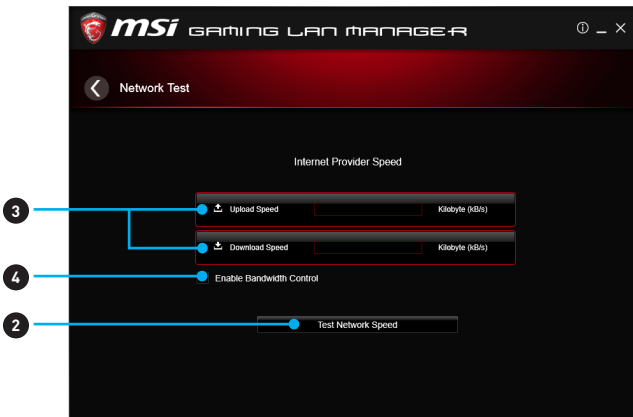 msi GAMING LAN MANAGER
Network Test
Internet Provider Speed
3
Upload Speed Kilobyte (kB/s)
Download Speed Kilobyte (kB/s)
4 Enable Bandwidth Control
2 Test Network Speed